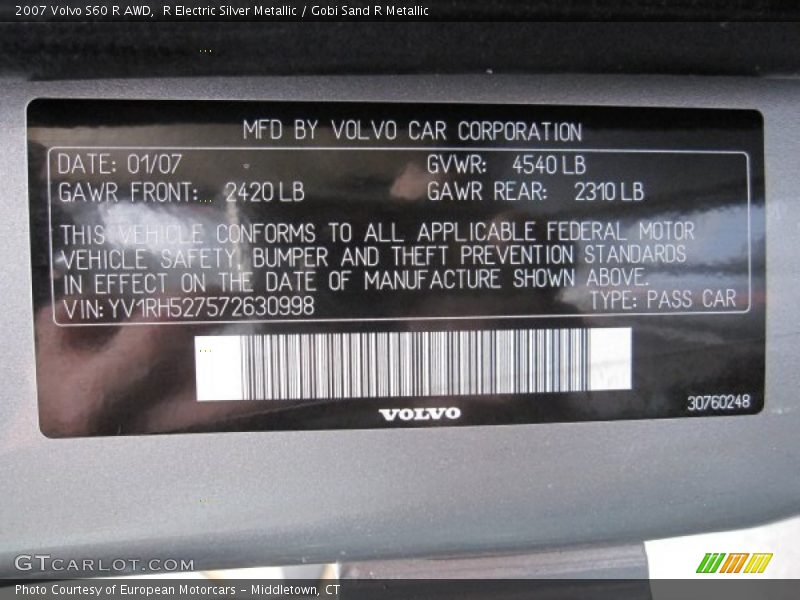 2007 Volvo S60 R AWD,  R Electric Silver Metallic / Gobi Sand R Metallic
MFD BY VOLVO CAR CORPORATION
DATE: 01/07 GVWR: 4540 LB
GAWR FRONT: 2420 LB GAWR REAR: 2310 LB
THIS VEHICLE CONFORMS TO ALL APPLICABLE FEDERAL MOTOR
VEHICLE SAFETY, BUMPER AND THEFT PREVENTION STANDARDS
IN EFFECT ON THE DATE OF MANUFACTURE SHOWN ABOVE.
VIN: YV1RH527572630998 TYPE: PASS CAR
VOLVO
30760248
GTCARLOT.COM
Photo Courtesy of European Motorcars - Middletown, CT